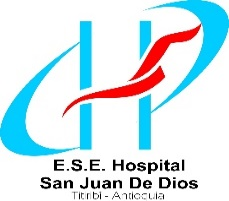 E.S.E. Hospital
San Juan De Dios
Titiribí - Antioquia